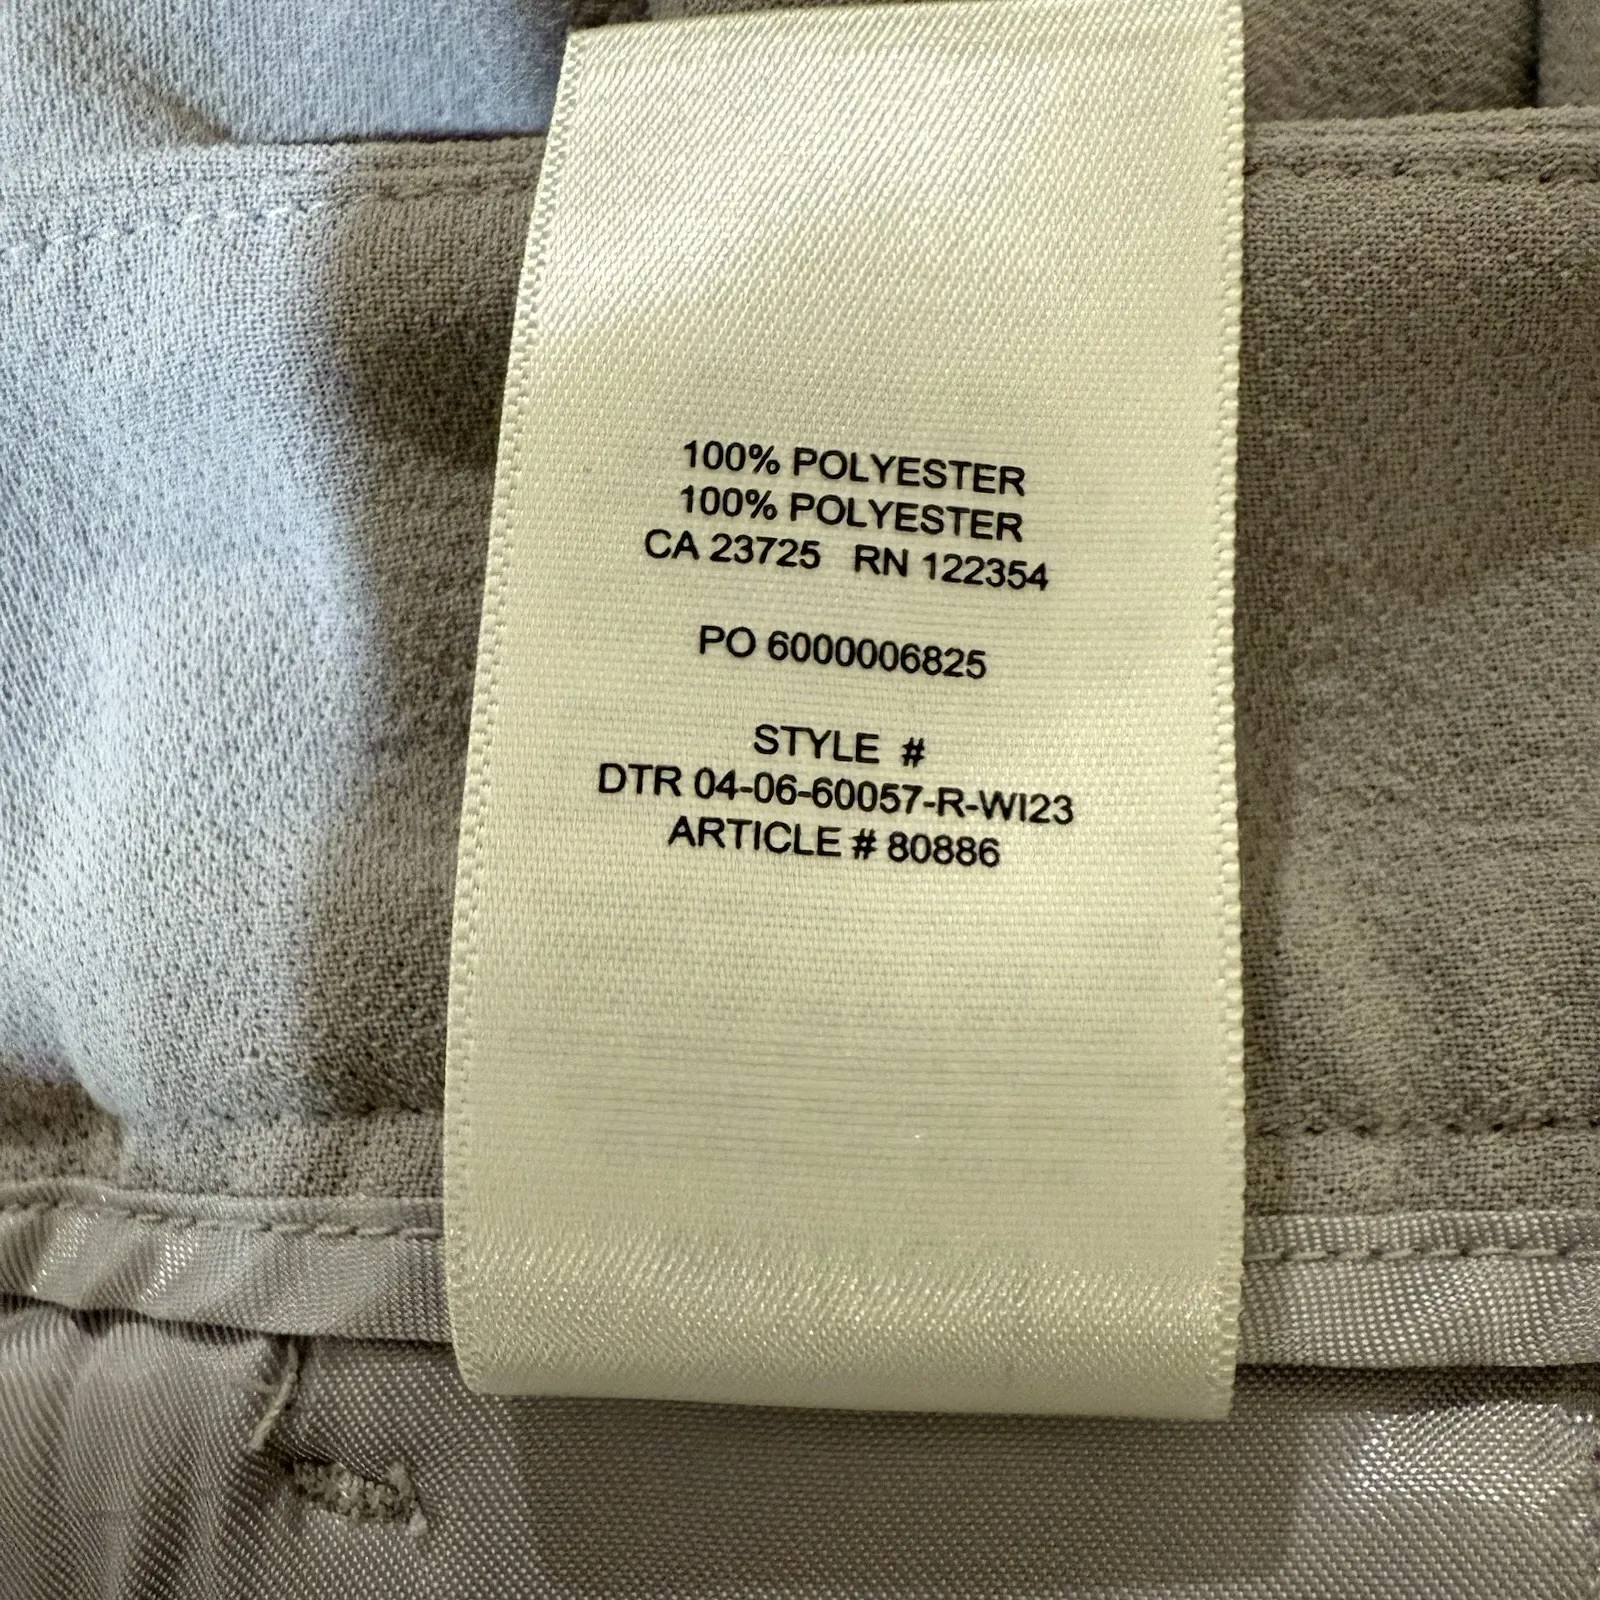 100% POLYESTER
100% POLYESTER
CA 23725 RN 122354
PO 6000006825
STYLE #
DTR 04-06-60057-R-WI23
ARTICLE # 80886